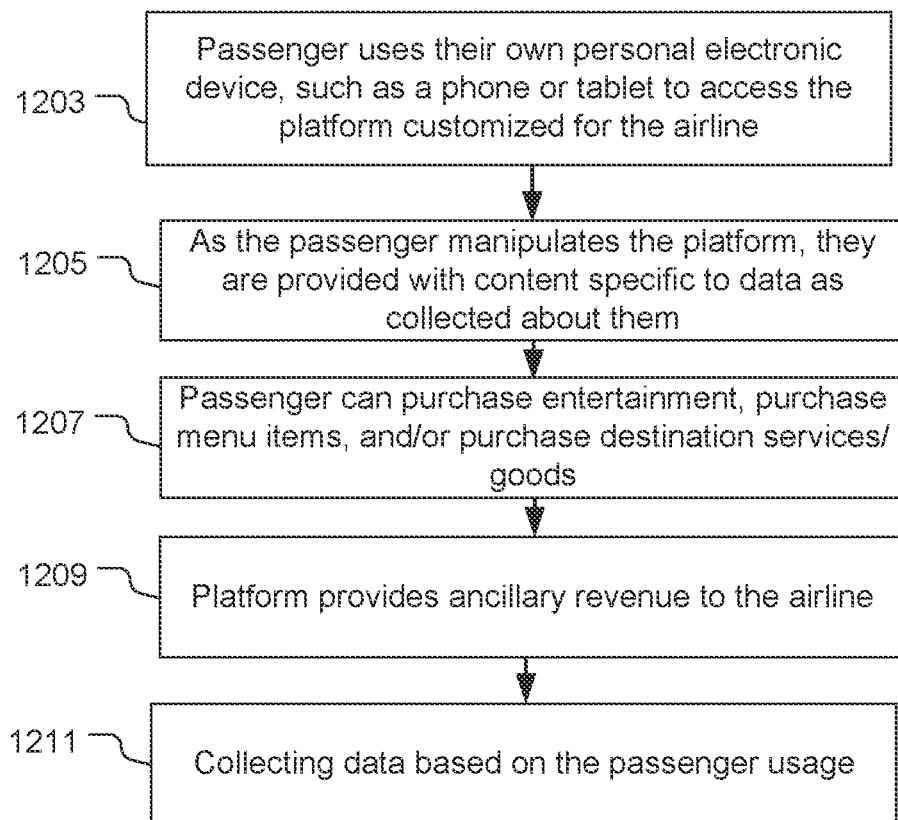 Passenger uses their own personal electronic
device, such as a phone or tablet to access the
platform customized for the airline
1203
As the passenger manipulates the platform, they
are provided with content specific to data as
collected about them
1205
Passenger can purchase entertainment, purchase
menu items, and/or purchase destination services/
goods
1207
Platform provides ancillary revenue to the airline
1209
Collecting data based on the passenger usage
1211